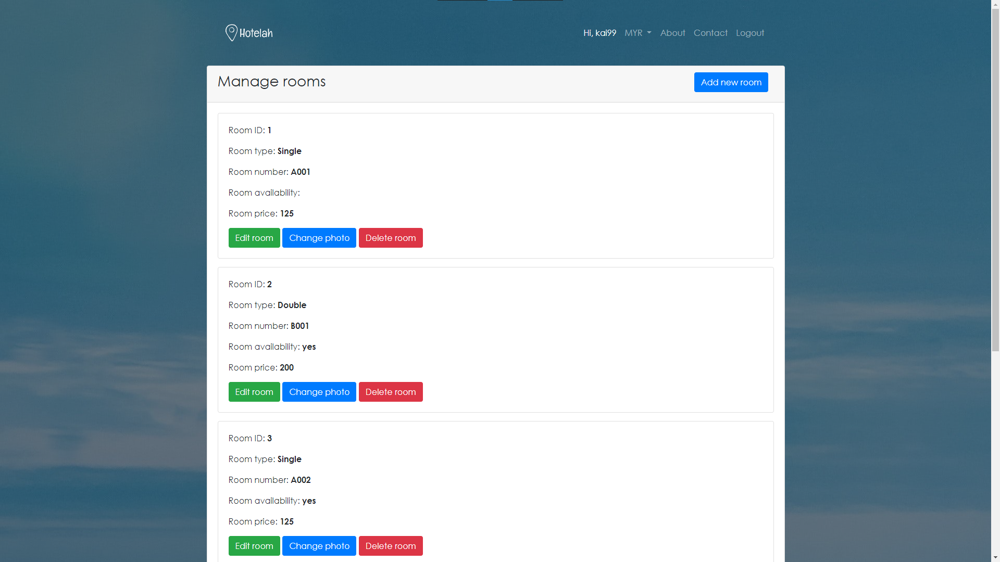 Hotelah
Hi, kai99 MYR About Contact Logout
Manage rooms
Add new room
Room ID: 1
Room type: Single
Room number: A001
Room availability:
Room price: 125
Edit room Change photo Delete room
Room ID: 2
Room type: Double
Room number: B001
Room availability: yes
Room price: 200
Edit room Change photo Delete room
Room ID: 3
Room type: Single
Room number: A002
Room availability: yes
Room price: 125
Edit room Change photo Delete room